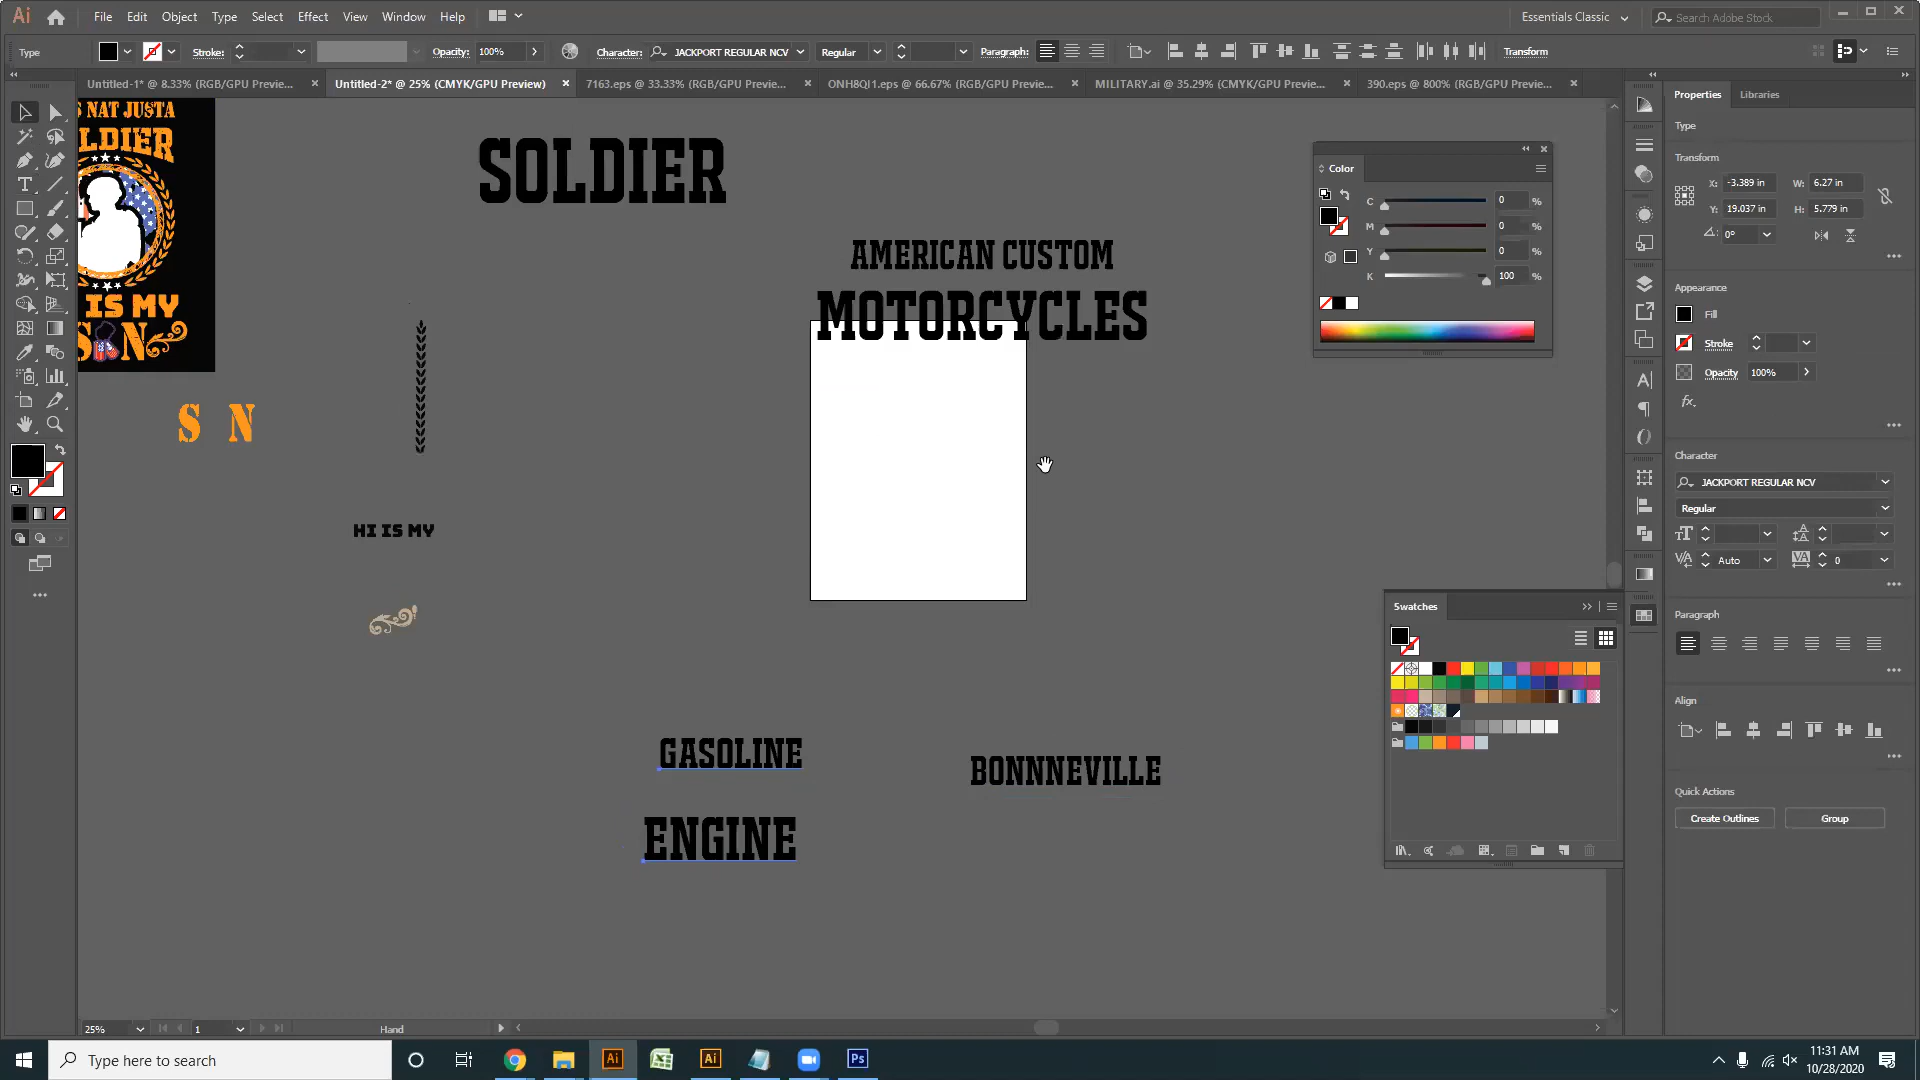 File Edit Object Type Select Effect View Window Help
Essentials Classic
Search Adobe Stock
Type
Stroke:
Opacity: 100%
Character: JACKPORT REGULAR NCV
Regular
Paragraph:
Transform
Untitled-1* @ 8.33% (RGB/GPU Previe...
Untitled-2* @ 25% (CMYK/GPU Preview)
7163.eps @ 33.33% (RGB/GPU Previe...
ONH8QI1.eps @ 66.67% (RGB/GPU Previe...
MILITARY.ai @ 35.29% (CMYK/GPU Previe...
390.eps @ 800% (RGB/GPU Previe...
S NAT JUSTA
LDIER
IS MY
S N
S N
SOLDIER
AMERICAN CUSTOM
MOTORCYCLES
HI IS MY
GASOLINE
ENGINE
BONNNEVILLE
Color
C 0 %
M 0 %
Y 0 %
K 100 %
Swatches
Properties
Libraries
Type
Transform
X: -3.389 in
W: 6.27 in
Y: 19.037 in
H: 5.779 in
0°
Appearance
Fill
Stroke
Opacity 100%
fx
Character
JACKPORT REGULAR NCV
Regular
Auto
0
Paragraph
Align
Quick Actions
Create Outlines
Group
25%
1
Hand
Type here to search
11:31 AM
10/28/2020